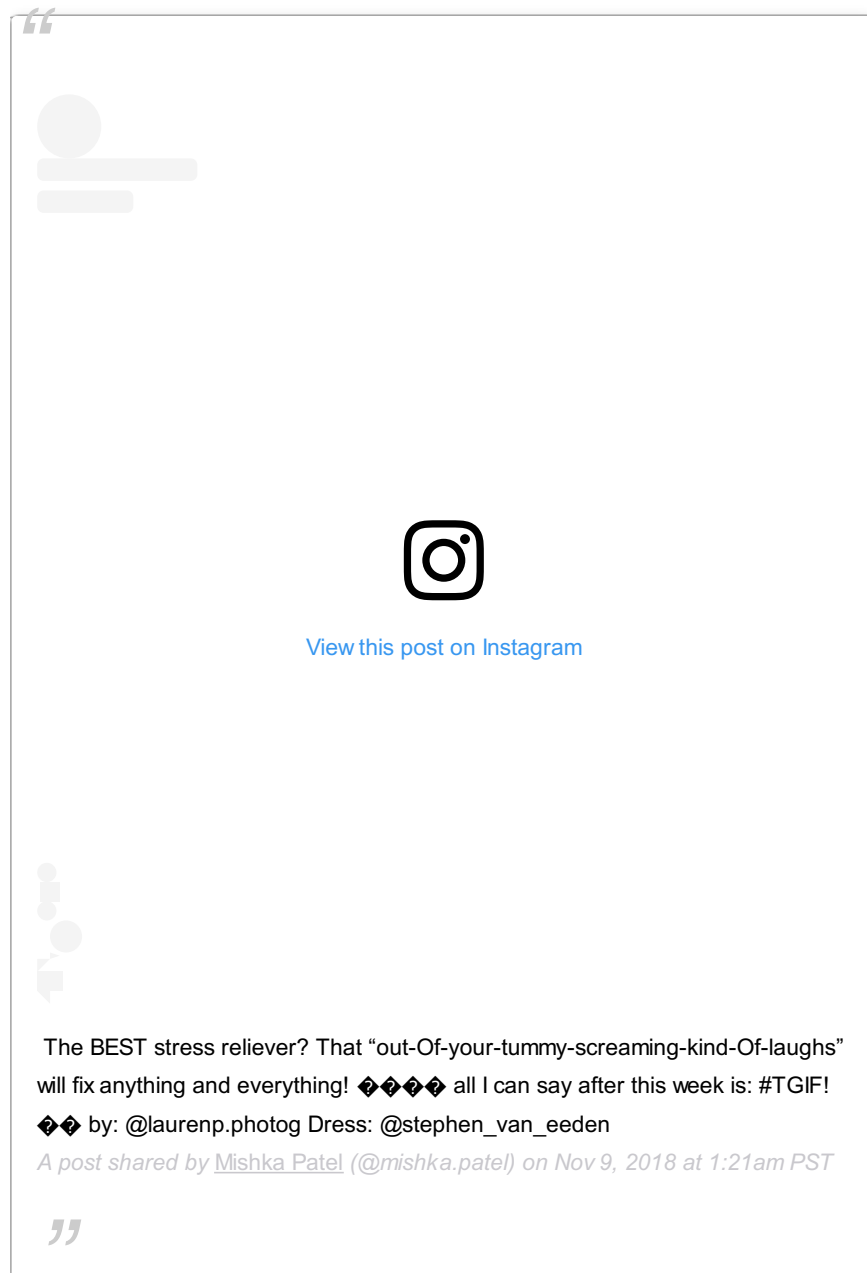 “
View this post on Instagram
The BEST stress reliever? That “out-Of-your-tummy-screaming-kind-Of-laughs”
will fix anything and everything! ���� all I can say after this week is: #TGIF!
�� by: @laurenp.photog Dress: @stephen_van_eeden
A post shared by Mishka Patel (@mishka.patel) on Nov 9, 2018 at 1:21am PST
”